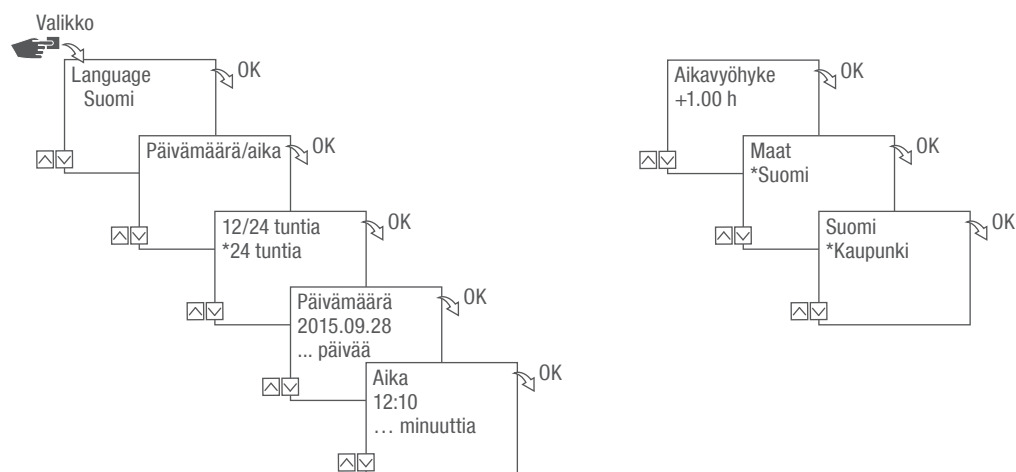 Valikko
Language
Suomi
OK
Päivämäärä/aika
OK
12/24 tuntia
*24 tuntia
OK
Päivämäärä
2015.09.28
... päivää
OK
Aika
12:10
… minuuttia
OK
Aikavyöhyke
+1.00 h
OK
Maat
*Suomi
OK
Suomi
*Kaupunki
OK